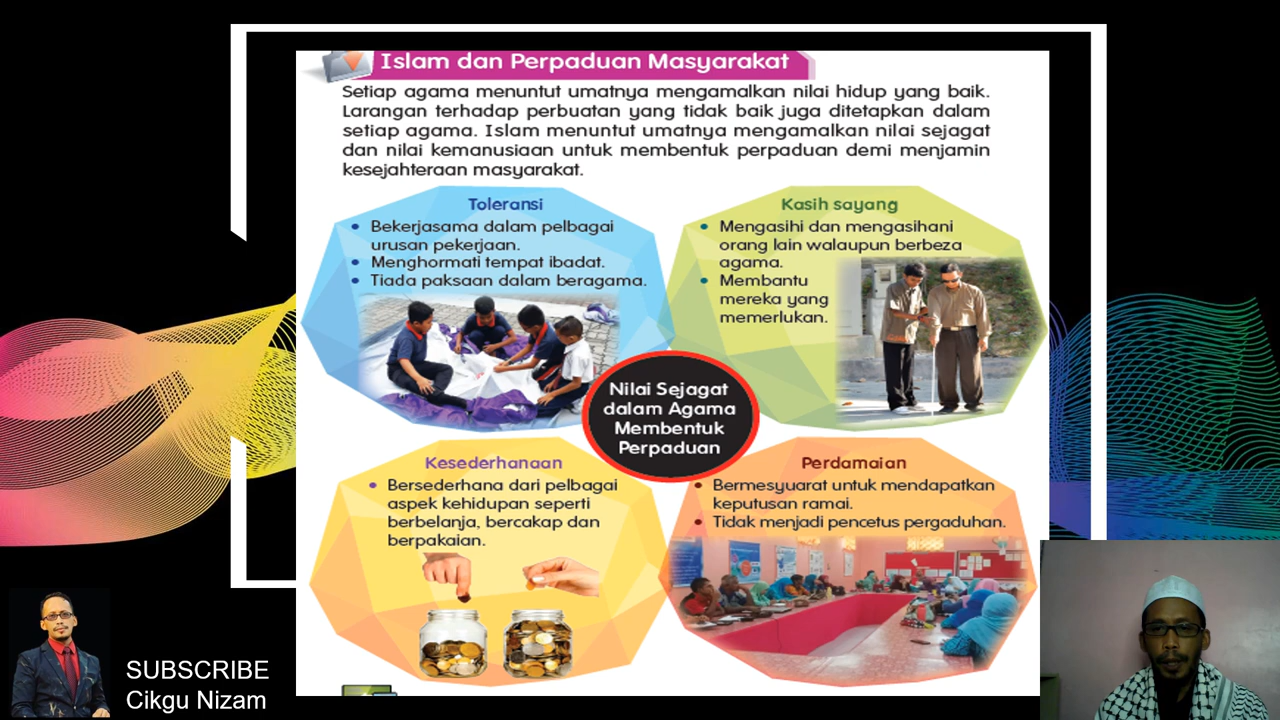 Islam dan Perpaduan Masyarakat
Setiap agama menuntut umatnya mengamalkan nilai hidup yang baik.
Larangan terhadap perbuatan yang tidak baik juga ditetapkan dalam
setiap agama. Islam menuntut umatnya mengamalkan nilai sejagat
dan nilai kemanusiaan untuk membentuk perpaduan demi menjamin
kesejahteraan masyarakat.
Toleransi
• Bekerjasama dalam pelbagai
urusan pekerjaan.
• Menghormati tempat ibadat.
• Tiada paksaan dalam beragama.
Kasih sayang
• Mengasihi dan mengasihani
orang lain walaupun berbeza
agama.
• Membantu
mereka yang
memerlukan.
Nilai Sejagat
dalam Agama
Membentuk
Perpaduan
Kesederhanaan
• Bersederhana dari pelbagai
aspek kehidupan seperti
berbelanja, bercakap dan
berpakaian.
Perdamaian
• Bermesyuarat untuk mendapatkan
keputusan ramai.
• Tidak menjadi pencetus pergaduhan.
SUBSCRIBE
Cikgu Nizam